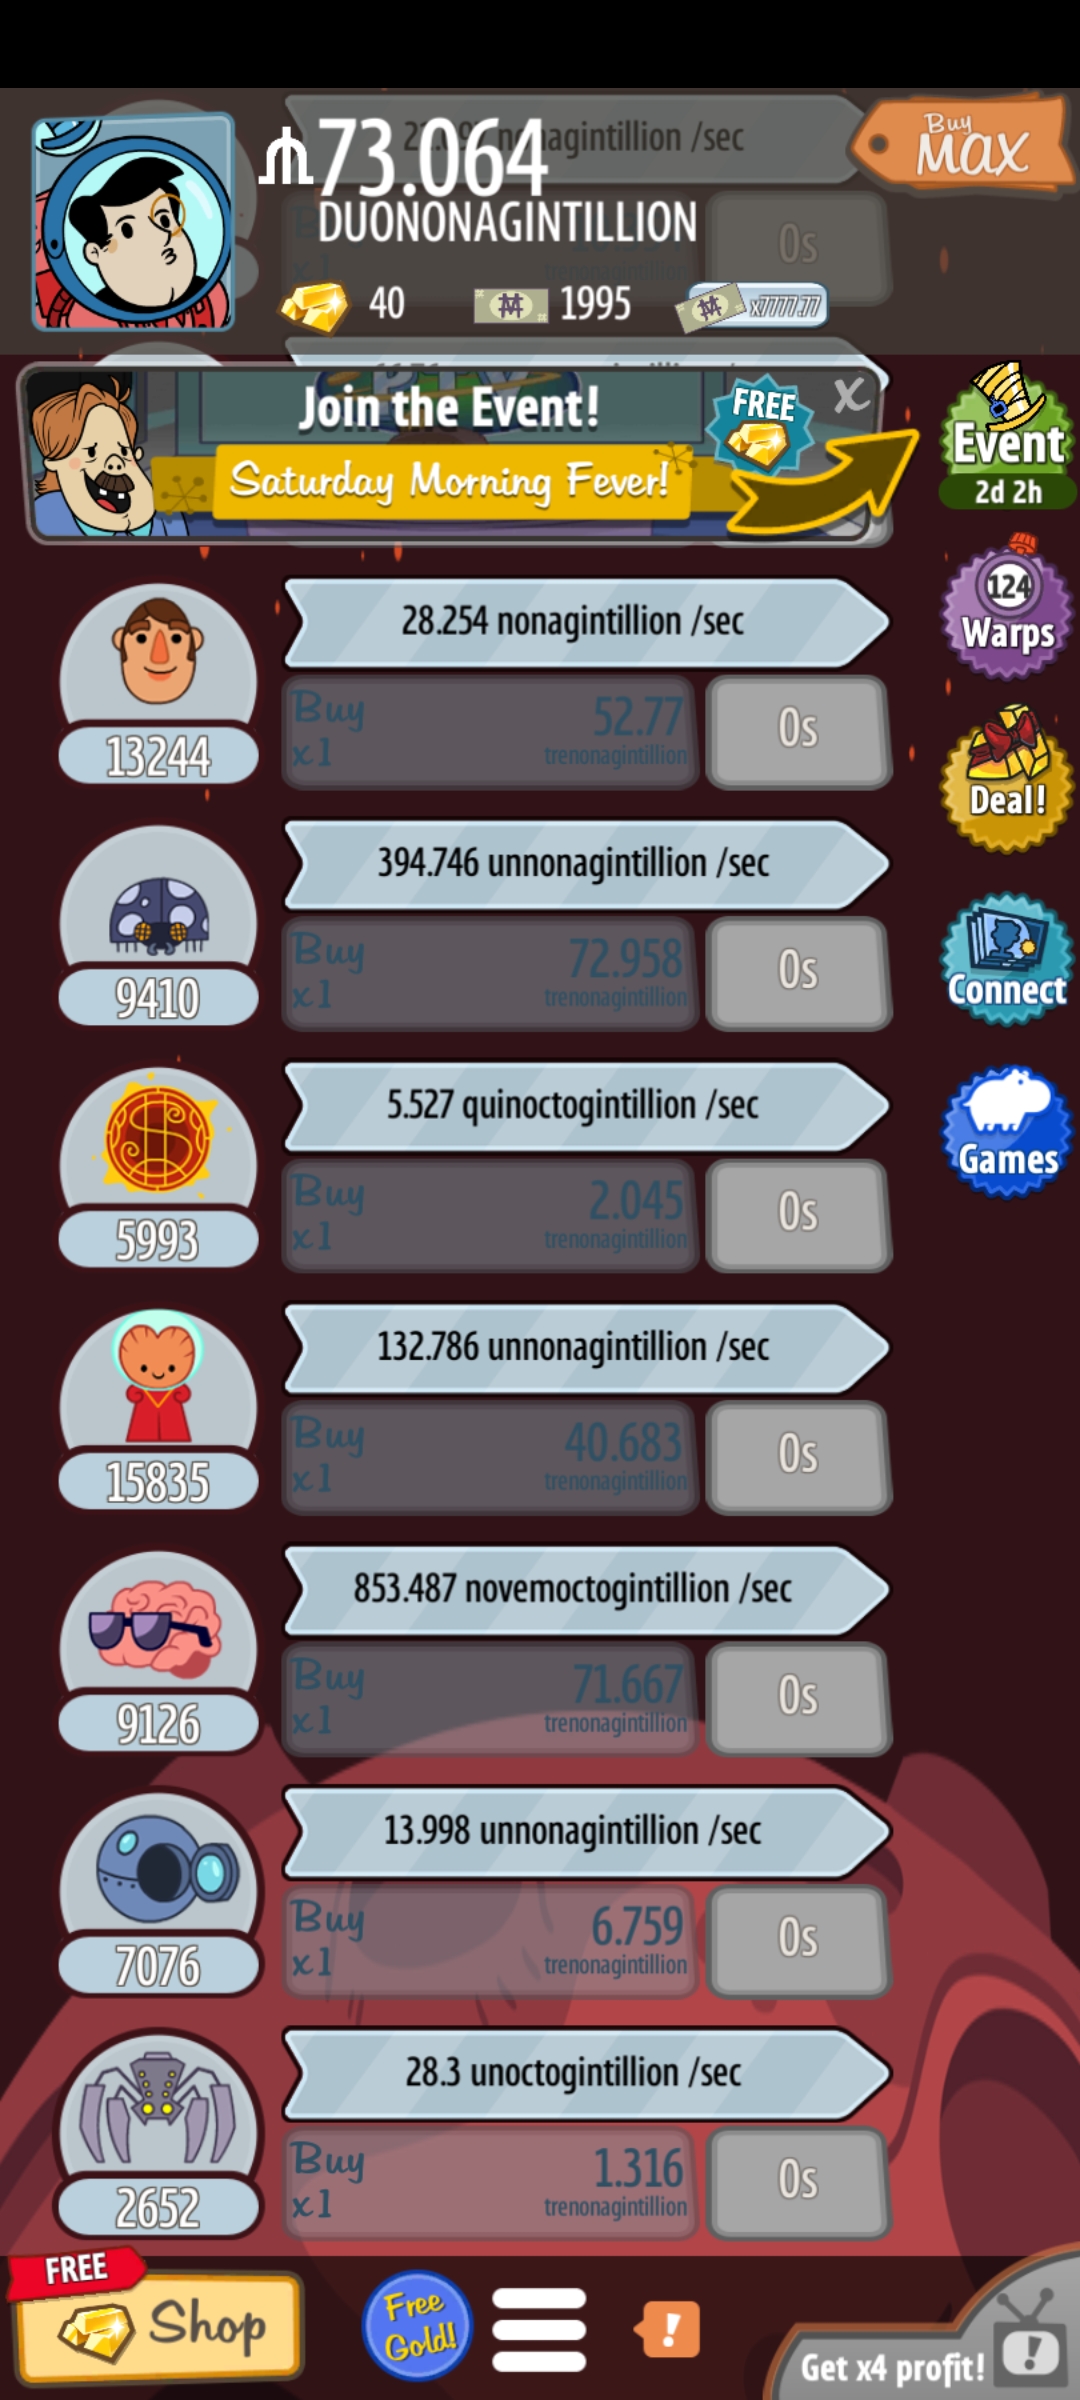 73.064
DUONONAGINTILLION
Buy
MAX
40
1995
x7777.77
nonagintillion /sec
trenonagintillion
0s
Join the Event!
FREE
X
Saturday Morning Fever!
Event
2d 2h
28.254 nonagintillion /sec
Buy
x1
52.77
trenonagintillion
0s
13244
124
Warps
Deal!
394.746 unnonagintillion /sec
Buy
x1
72.958
trenonagintillion
0s
9410
Connect
5.527 quinoctogintillion /sec
Buy
x1
2.045
trenonagintillion
0s
5993
Games
132.786 unnonagintillion /sec
Buy
x1
40.683
trenonagintillion
0s
15835
853.487 novemoctogintillion /sec
Buy
x1
71.667
trenonagintillion
0s
9126
13.998 unnonagintillion /sec
Buy
x1
6.759
trenonagintillion
0s
7076
28.3 unoctogintillion /sec
Buy
x1
1.316
trenonagintillion
0s
2652
FREE
Shop
Free
Gold!
!
Get x4 profit!
!